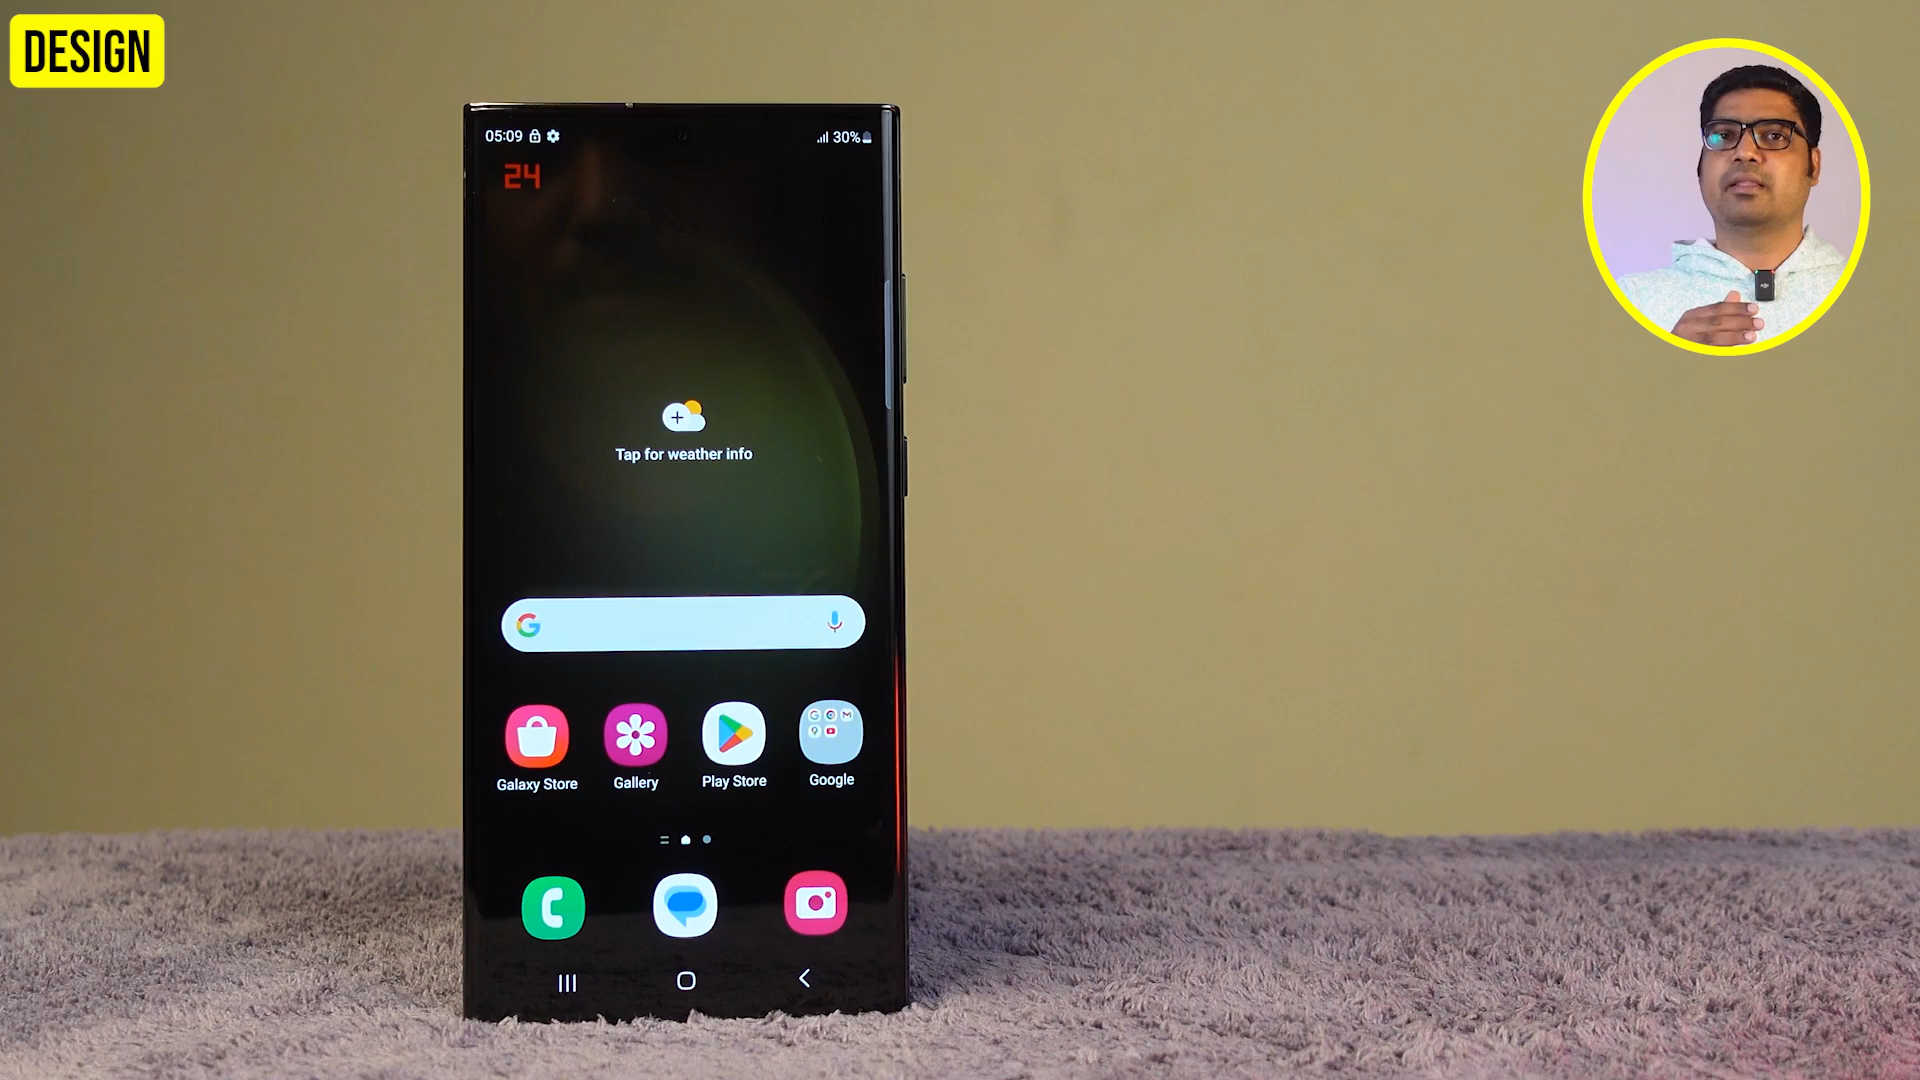 DESIGN
05:09
30%
24
Tap for weather info
Galaxy Store
Gallery
Play Store
Google